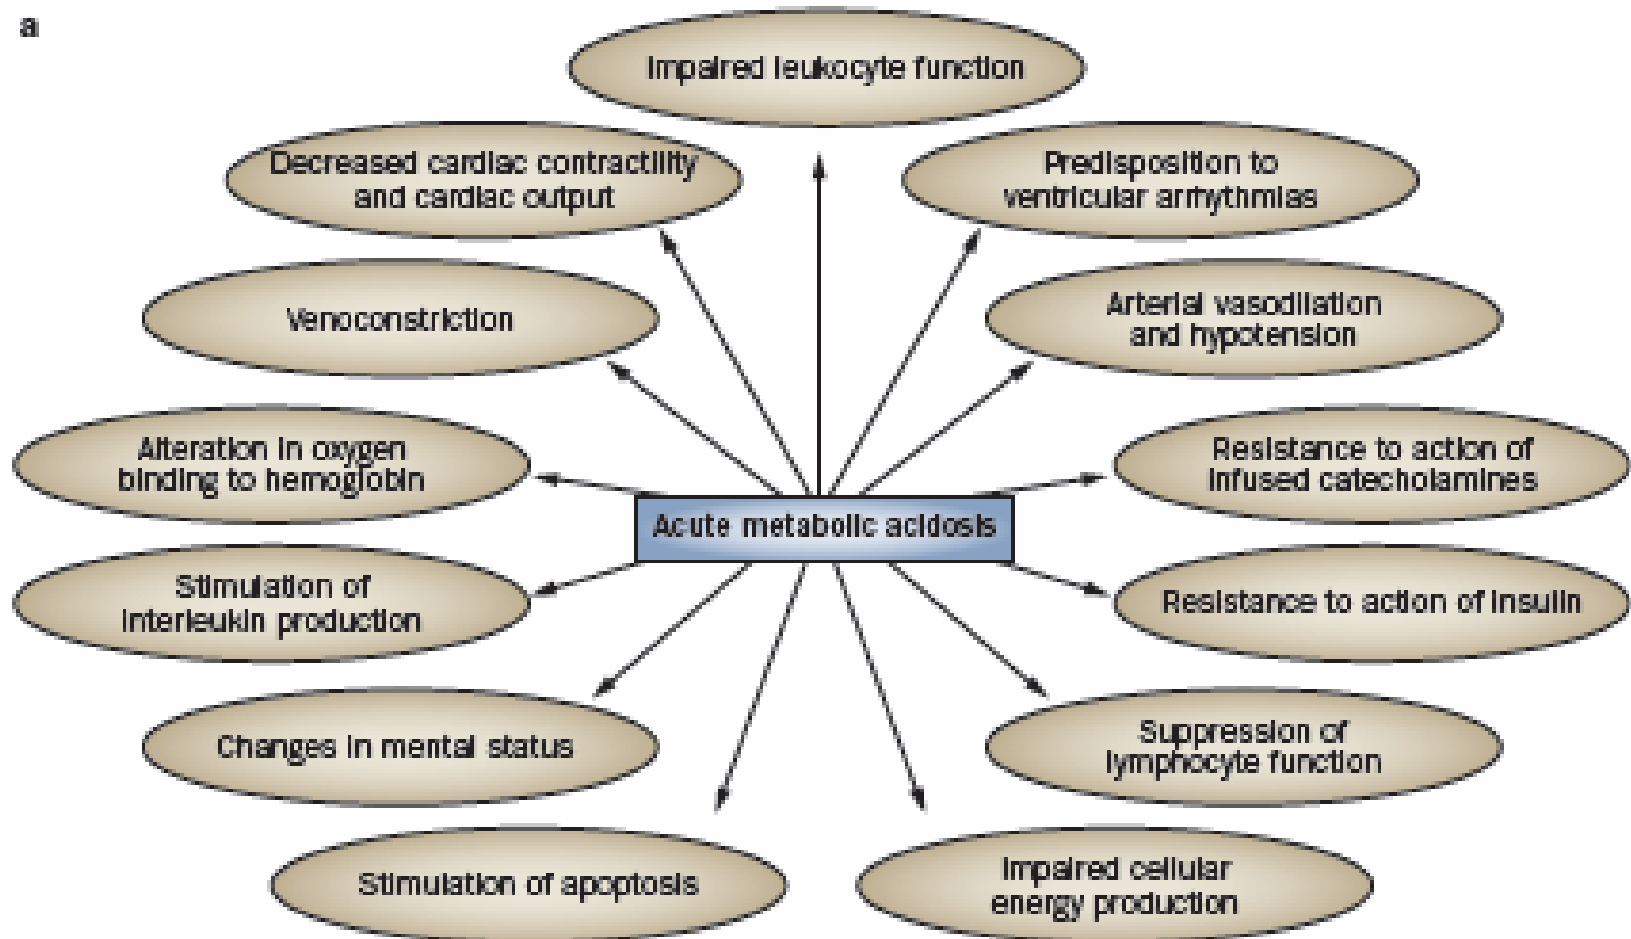 a
Impaired leukocyte function
Decreased cardiac contractility
and cardiac output
Predisposition to
ventricular arrhythmias
Venoconstriction
Arterial vasodilation
and hypotension
Alteration in oxygen
binding to hemoglobin
Resistance to action of
infused catecholamines
Acute metabolic acidosis
Stimulation of
interleukin production
Resistance to action of insulin
Changes in mental status
Suppression of
lymphocyte function
Stimulation of apoptosis
Impaired cellular
energy production